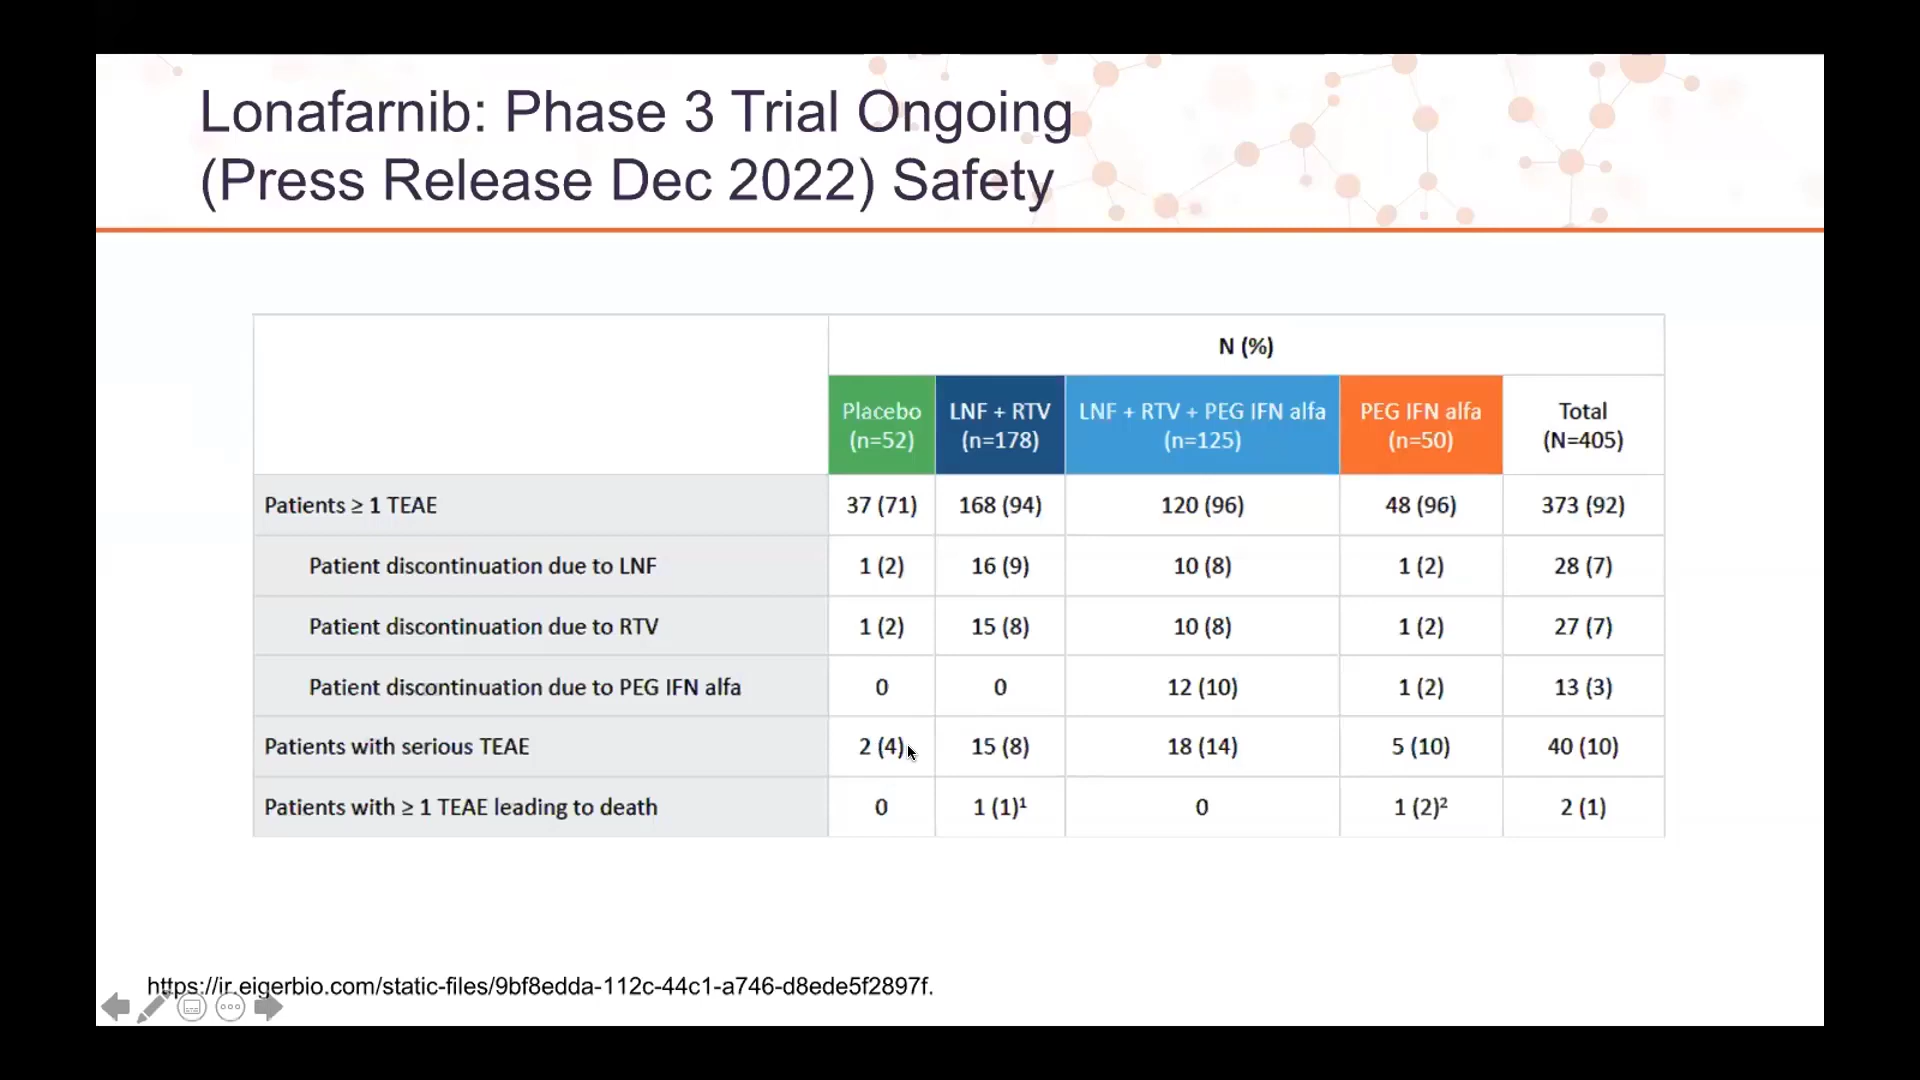 Lonafarnib: Phase 3 Trial Ongoing
(Press Release Dec 2022) Safety
N (%)
Placebo (n=52) LNF + RTV (n=178) LNF + RTV + PEG IFN alfa (n=125) PEG IFN alfa (n=50) Total (N=405)
Patients ≥ 1 TEAE 37 (71) 168 (94) 120 (96) 48 (96) 373 (92)
Patient discontinuation due to LNF 1 (2) 16 (9) 10 (8) 1 (2) 28 (7)
Patient discontinuation due to RTV 1 (2) 15 (8) 10 (8) 1 (2) 27 (7)
Patient discontinuation due to PEG IFN alfa 0 0 12 (10) 1 (2) 13 (3)
Patients with serious TEAE 2 (4) 15 (8) 18 (14) 5 (10) 40 (10)
Patients with ≥ 1 TEAE leading to death 0 1 (1)¹ 0 1 (2)² 2 (1)
https://ir.eigerbio.com/static-files/9bf8edda-112c-44c1-a746-d8ede5f2897f.